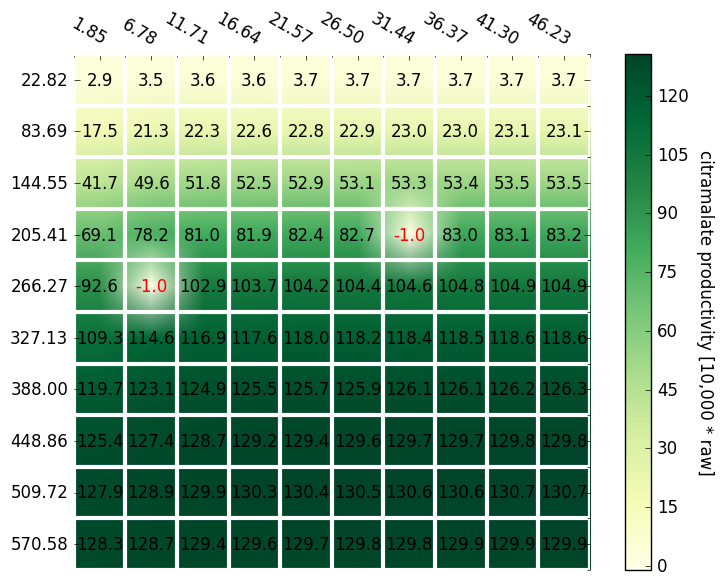 1.85 6.78 11.71 16.64 21.57 26.50 31.44 36.37 41.30 46.23
22.82 2.9 3.5 3.6 3.6 3.7 3.7 3.7 3.7 3.7 3.7
83.69 17.5 21.3 22.3 22.6 22.8 22.9 23.0 23.0 23.1 23.1
144.55 41.7 49.6 51.8 52.5 52.9 53.1 53.3 53.4 53.5 53.5
205.41 69.1 78.2 81.0 81.9 82.4 82.7 -1.0 83.0 83.1 83.2
266.27 92.6 -1.0 102.9 103.7 104.2 104.4 104.6 104.8 104.9 104.9
327.13 109.3 114.6 116.9 117.6 118.0 118.2 118.4 118.5 118.6 118.6
388.00 119.7 123.1 124.9 125.5 125.7 125.9 126.1 126.1 126.2 126.3
448.86 125.4 127.4 128.7 129.2 129.4 129.6 129.7 129.7 129.8 129.8
509.72 127.9 128.9 129.9 130.3 130.4 130.5 130.6 130.6 130.7 130.7
570.58 128.3 128.7 129.4 129.6 129.7 129.8 129.8 129.9 129.9 129.9
120
105
90
75
60
45
30
15
0
citramalate productivity [10,000 * raw]